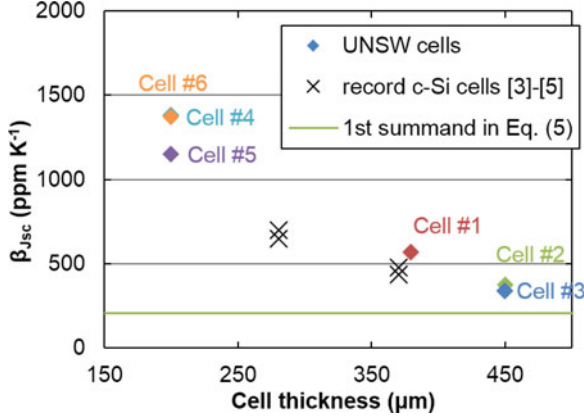 2000
1500
1000
500
0
β_Jsc (ppm K⁻¹)
UNSW cells
record c-Si cells [3]-[5]
1st summand in Eq. (5)
Cell #6
Cell #4
Cell #5
Cell #1
Cell #2
Cell #3
150
250
350
450
Cell thickness (µm)